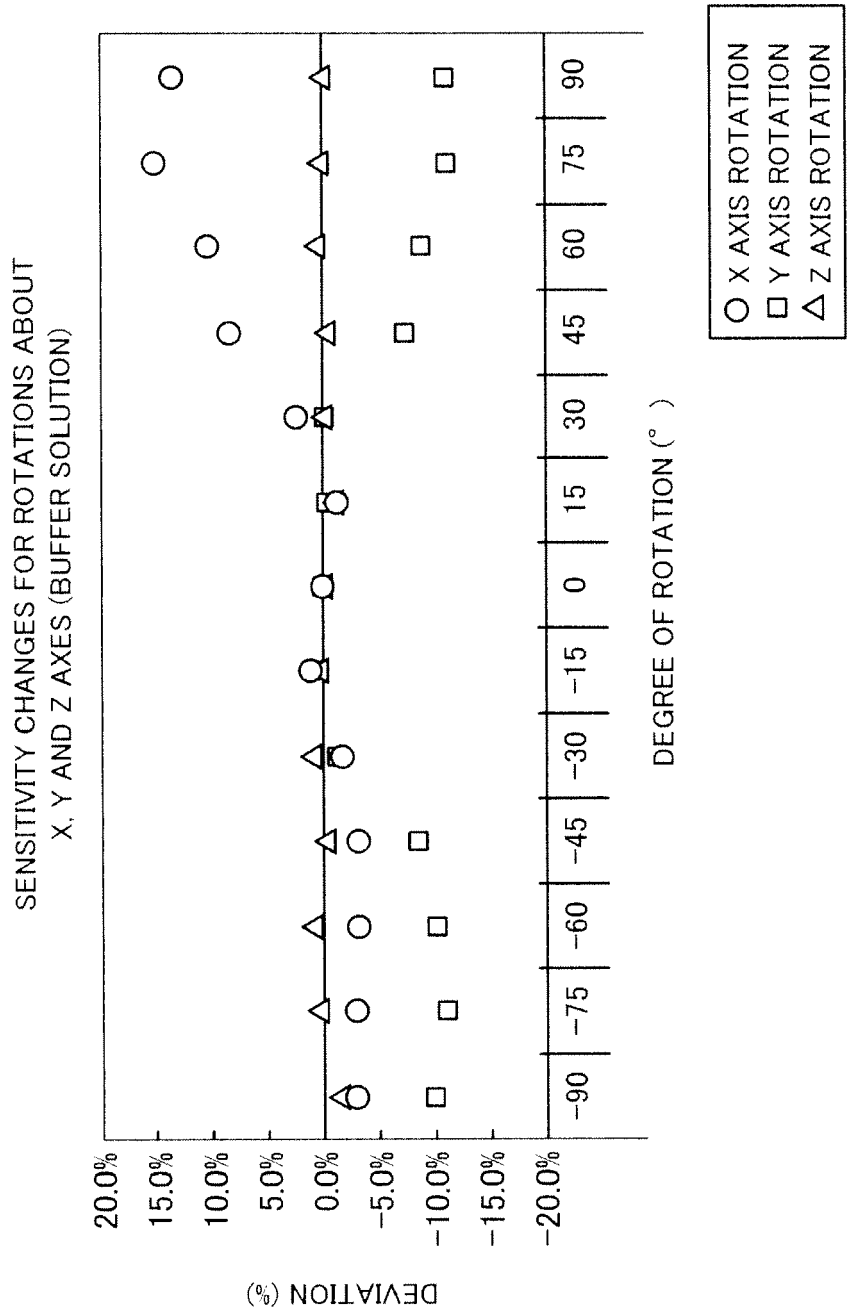 SENSITIVITY CHANGES FOR ROTATIONS ABOUT
X, Y AND Z AXES (BUFFER SOLUTION)
DEVIATION (%)
20.0%
15.0%
10.0%
5.0%
0.0%
-5.0%
-10.0%
-15.0%
-20.0%
-90 -75 -60 -45 -30 -15 0 15 30 45 60 75 90
DEGREE OF ROTATION (°)
X AXIS ROTATION
Y AXIS ROTATION
Z AXIS ROTATION